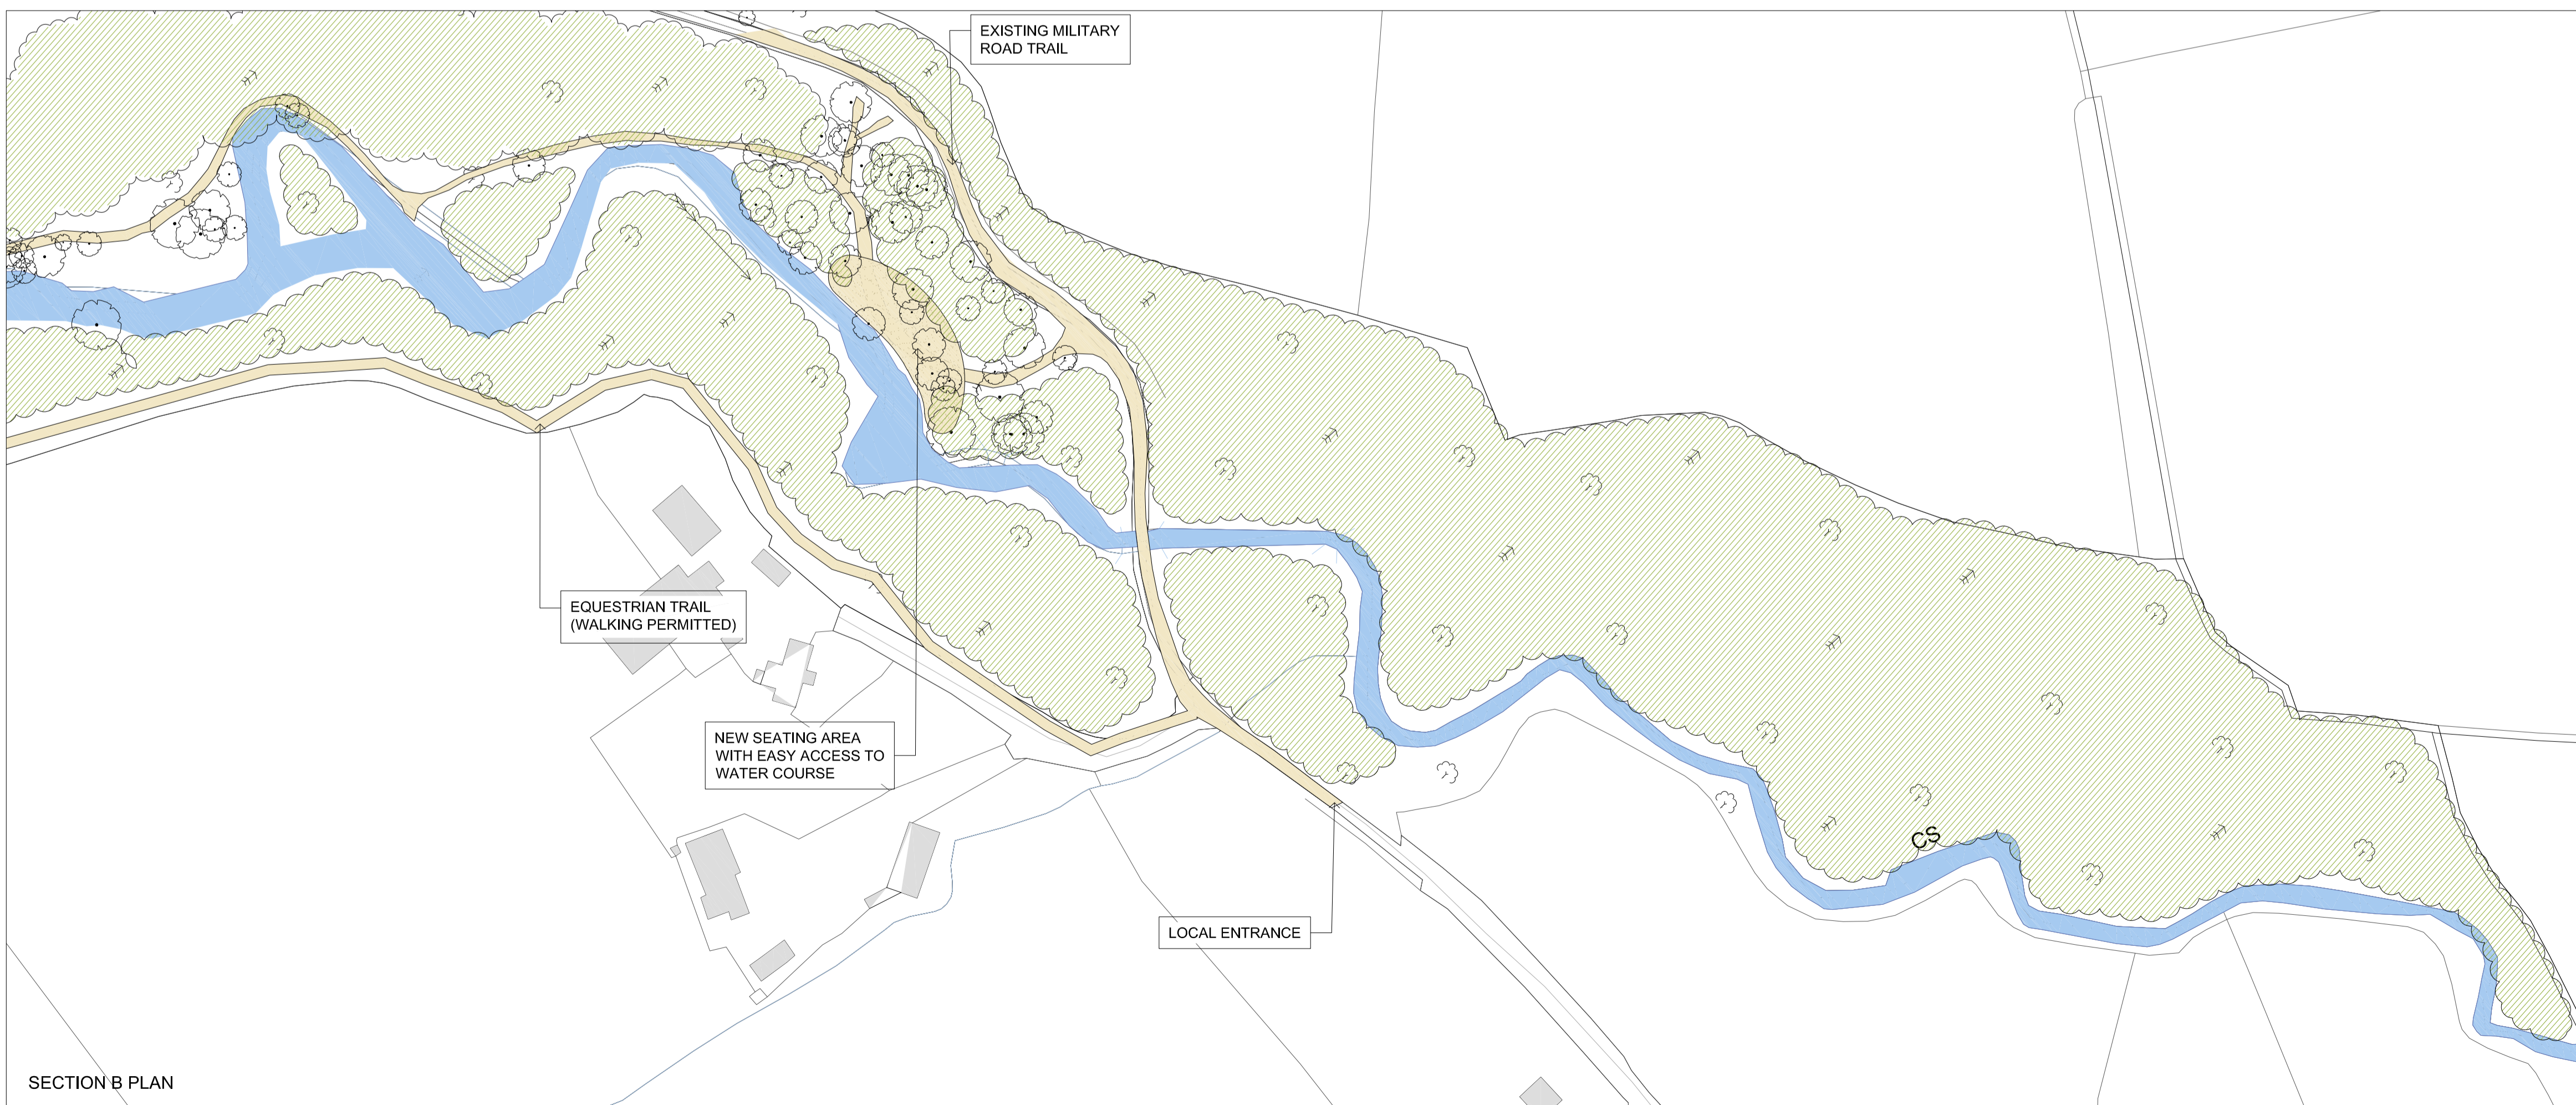 EXISTING MILITARY
ROAD TRAIL
EQUESTRIAN TRAIL
(WALKING PERMITTED)
NEW SEATING AREA
WITH EASY ACCESS TO
WATER COURSE
CS
LOCAL ENTRANCE
SECTION B PLAN